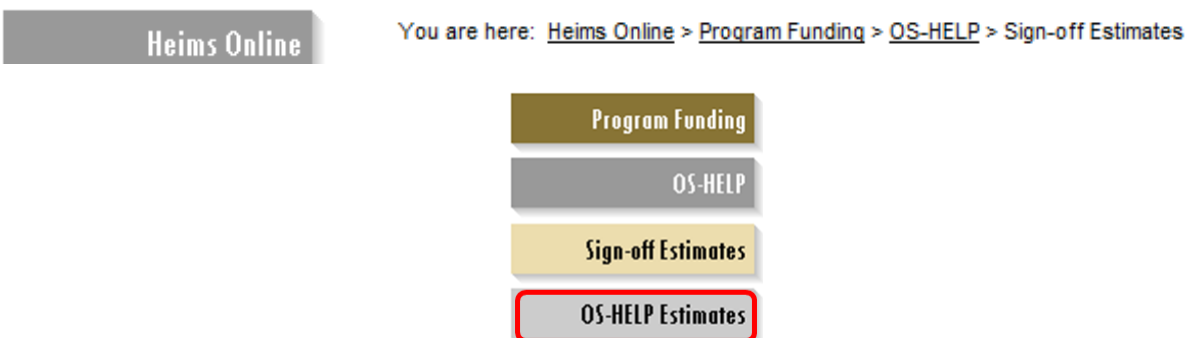 Heims Online
You are here: Heims Online > Program Funding > OS-HELP > Sign-off Estimates
Program Funding
OS-HELP
Sign-off Estimates
OS-HELP Estimates